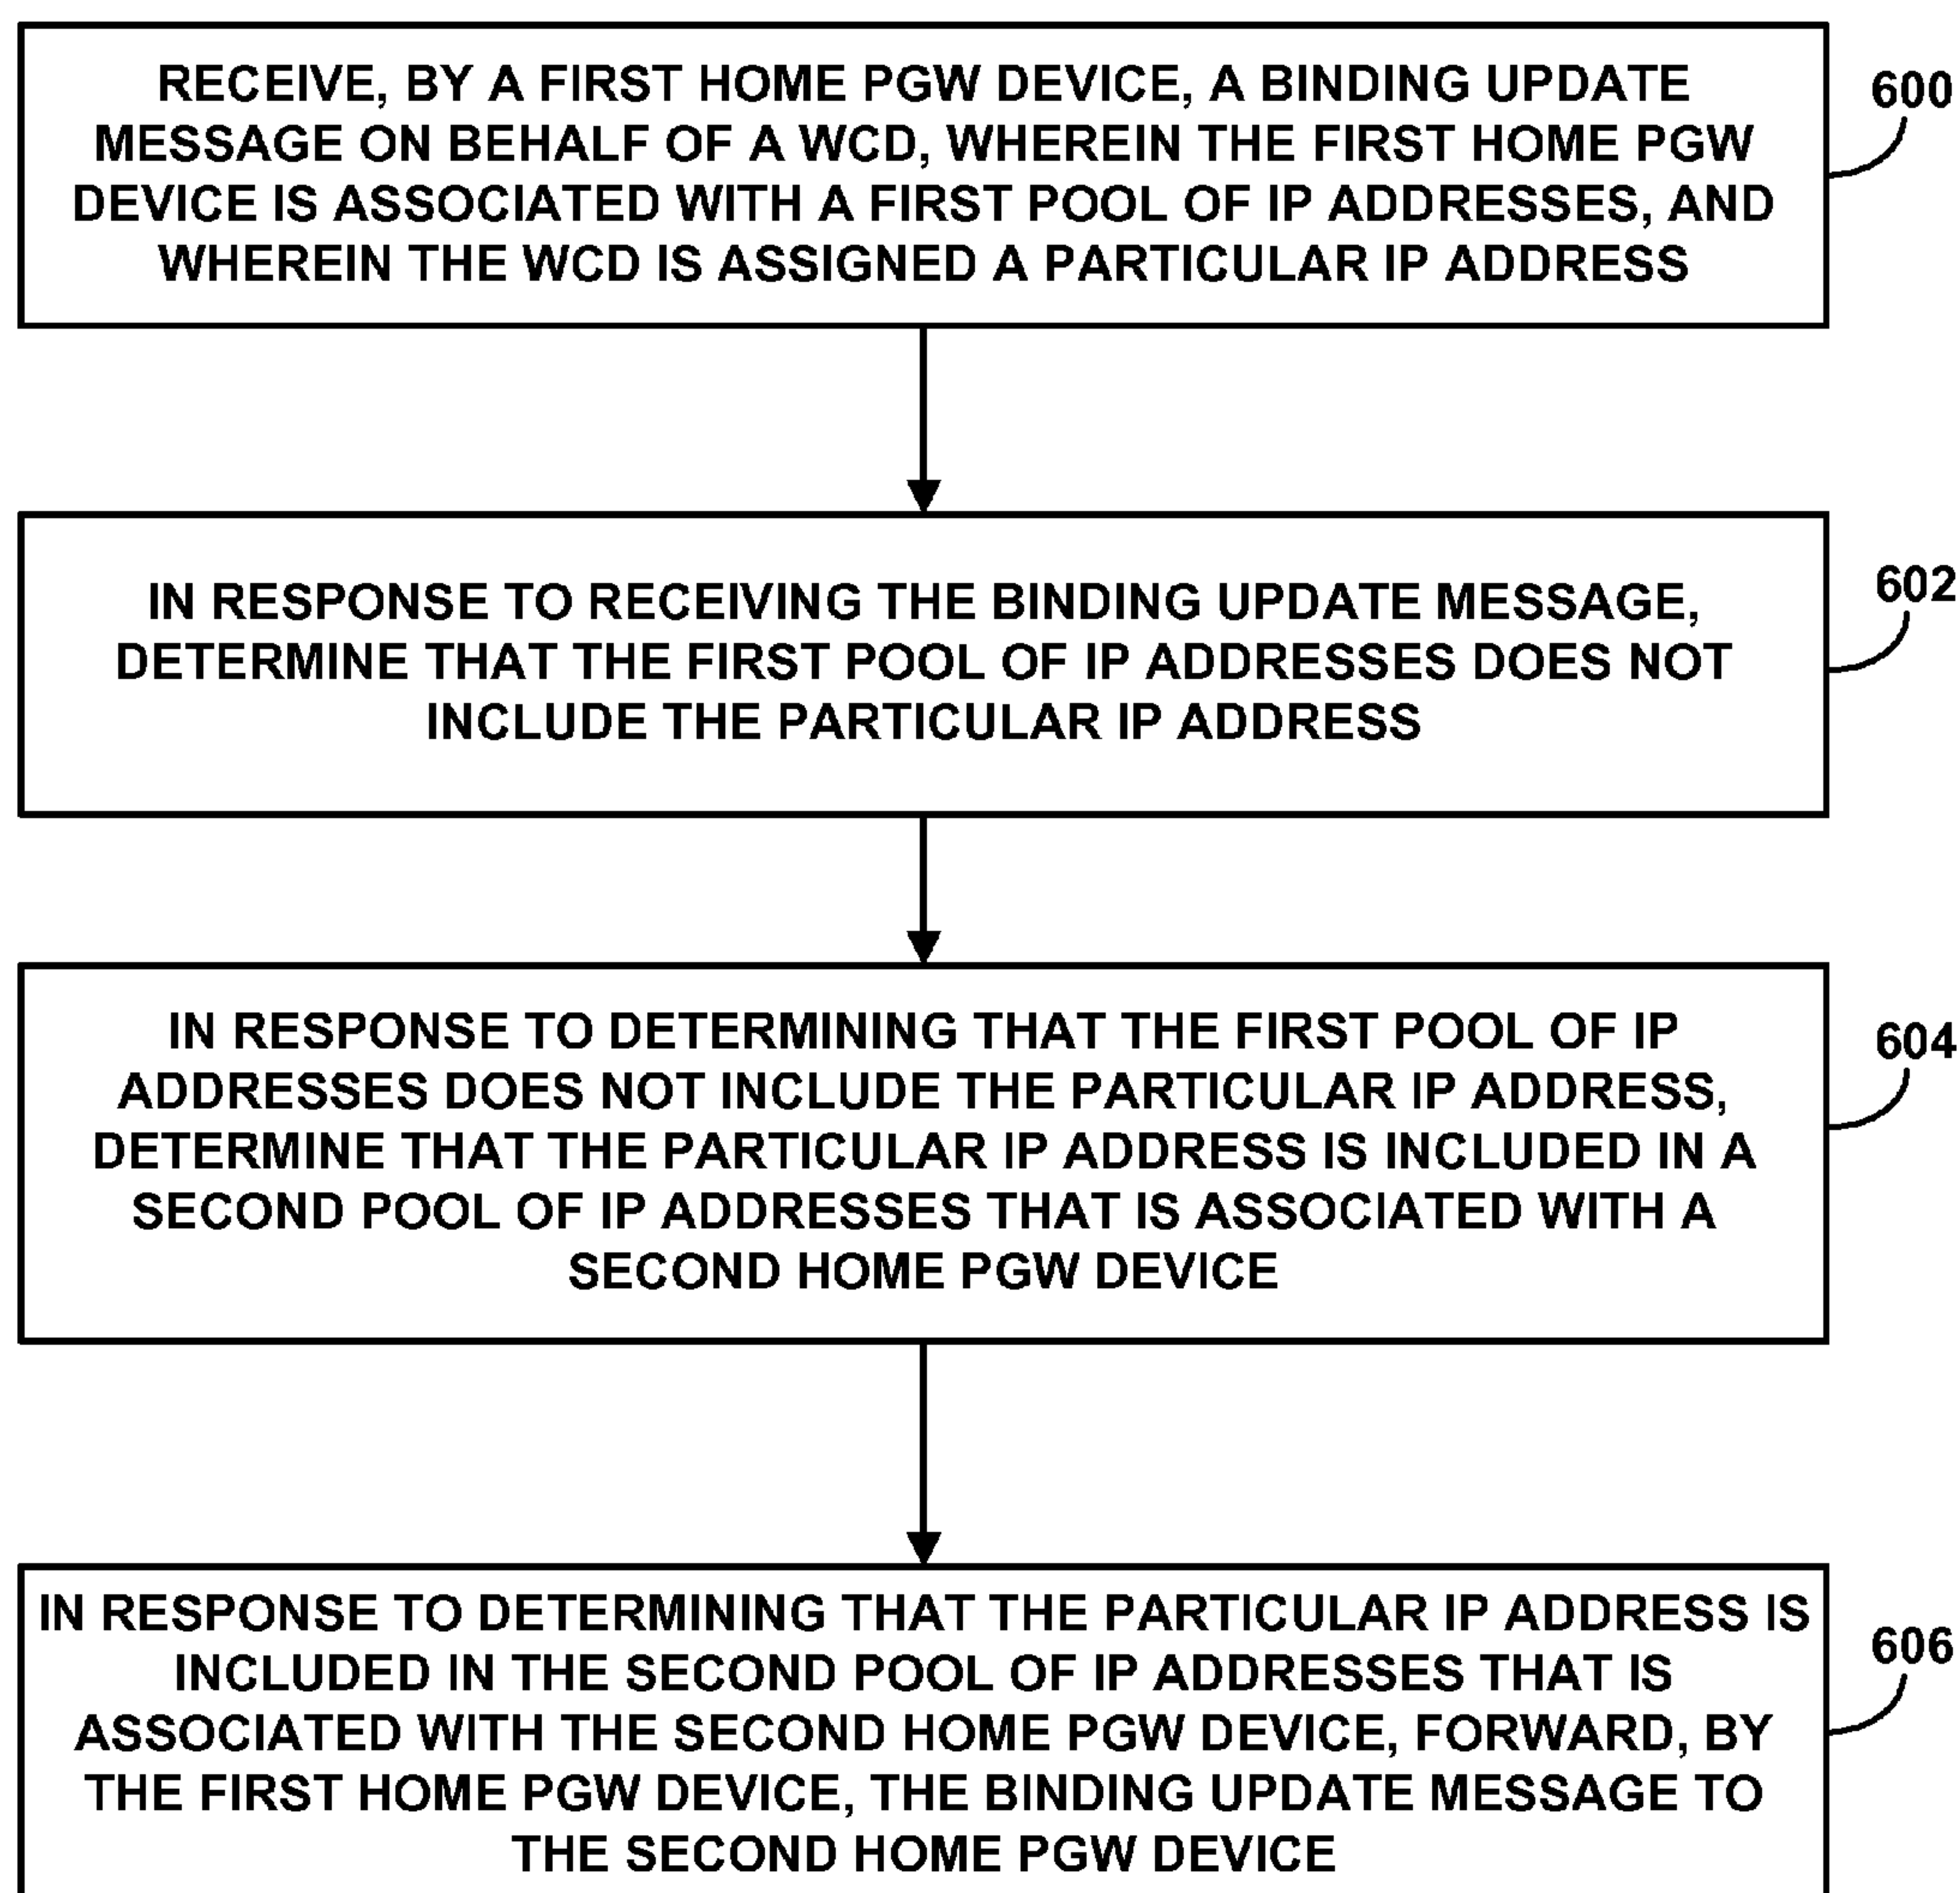 RECEIVE, BY A FIRST HOME PGW DEVICE, A BINDING UPDATE
MESSAGE ON BEHALF OF A WCD, WHEREIN THE FIRST HOME PGW
DEVICE IS ASSOCIATED WITH A FIRST POOL OF IP ADDRESSES, AND
WHEREIN THE WCD IS ASSIGNED A PARTICULAR IP ADDRESS
600
IN RESPONSE TO RECEIVING THE BINDING UPDATE MESSAGE,
DETERMINE THAT THE FIRST POOL OF IP ADDRESSES DOES NOT
INCLUDE THE PARTICULAR IP ADDRESS
602
IN RESPONSE TO DETERMINING THAT THE FIRST POOL OF IP
ADDRESSES DOES NOT INCLUDE THE PARTICULAR IP ADDRESS,
DETERMINE THAT THE PARTICULAR IP ADDRESS IS INCLUDED IN A
SECOND POOL OF IP ADDRESSES THAT IS ASSOCIATED WITH A
SECOND HOME PGW DEVICE
604
IN RESPONSE TO DETERMINING THAT THE PARTICULAR IP ADDRESS IS
INCLUDED IN THE SECOND POOL OF IP ADDRESSES THAT IS
ASSOCIATED WITH THE SECOND HOME PGW DEVICE, FORWARD, BY
THE FIRST HOME PGW DEVICE, THE BINDING UPDATE MESSAGE TO
THE SECOND HOME PGW DEVICE
606